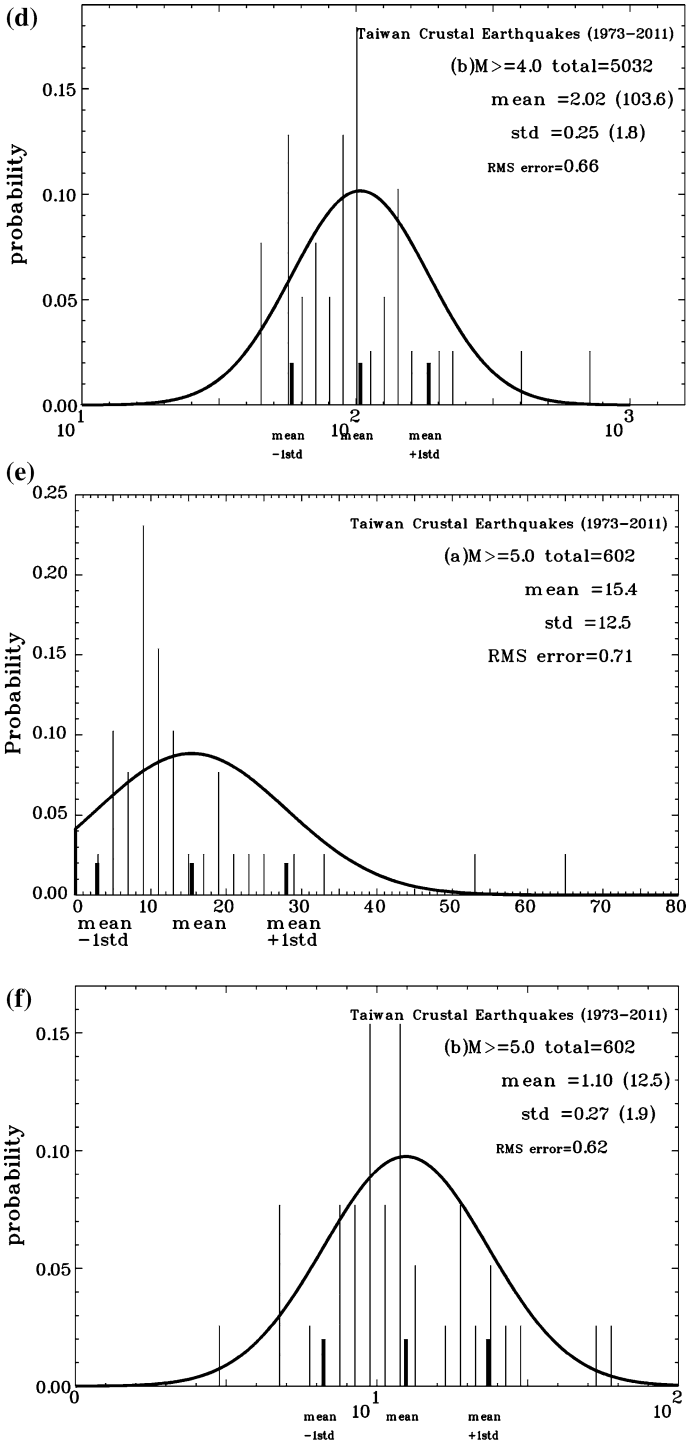 (d)
Taiwan Crustal Earthquakes (1973-2011)
(b)M>=4.0 total=5032
mean =2.02 (103.6)
std =0.25 (1.8)
RMS error=0.66
probability
0.15
0.10
0.05
0.00
10^1 10^2 10^3
mean mean mean
-1std +1std
(e)
Taiwan Crustal Earthquakes (1973-2011)
(a)M>=5.0 total=602
mean =15.4
std =12.5
RMS error=0.71
Probability
0.25
0.20
0.15
0.10
0.05
0.00
0 10 20 30 40 50 60 70 80
mean mean mean
-1std +1std
(f)
Taiwan Crustal Earthquakes (1973-2011)
(b)M>=5.0 total=602
mean =1.10 (12.5)
std =0.27 (1.9)
RMS error=0.62
probability
0.15
0.10
0.05
0.00
0 10^1 10^2
mean mean mean
-1std +1std